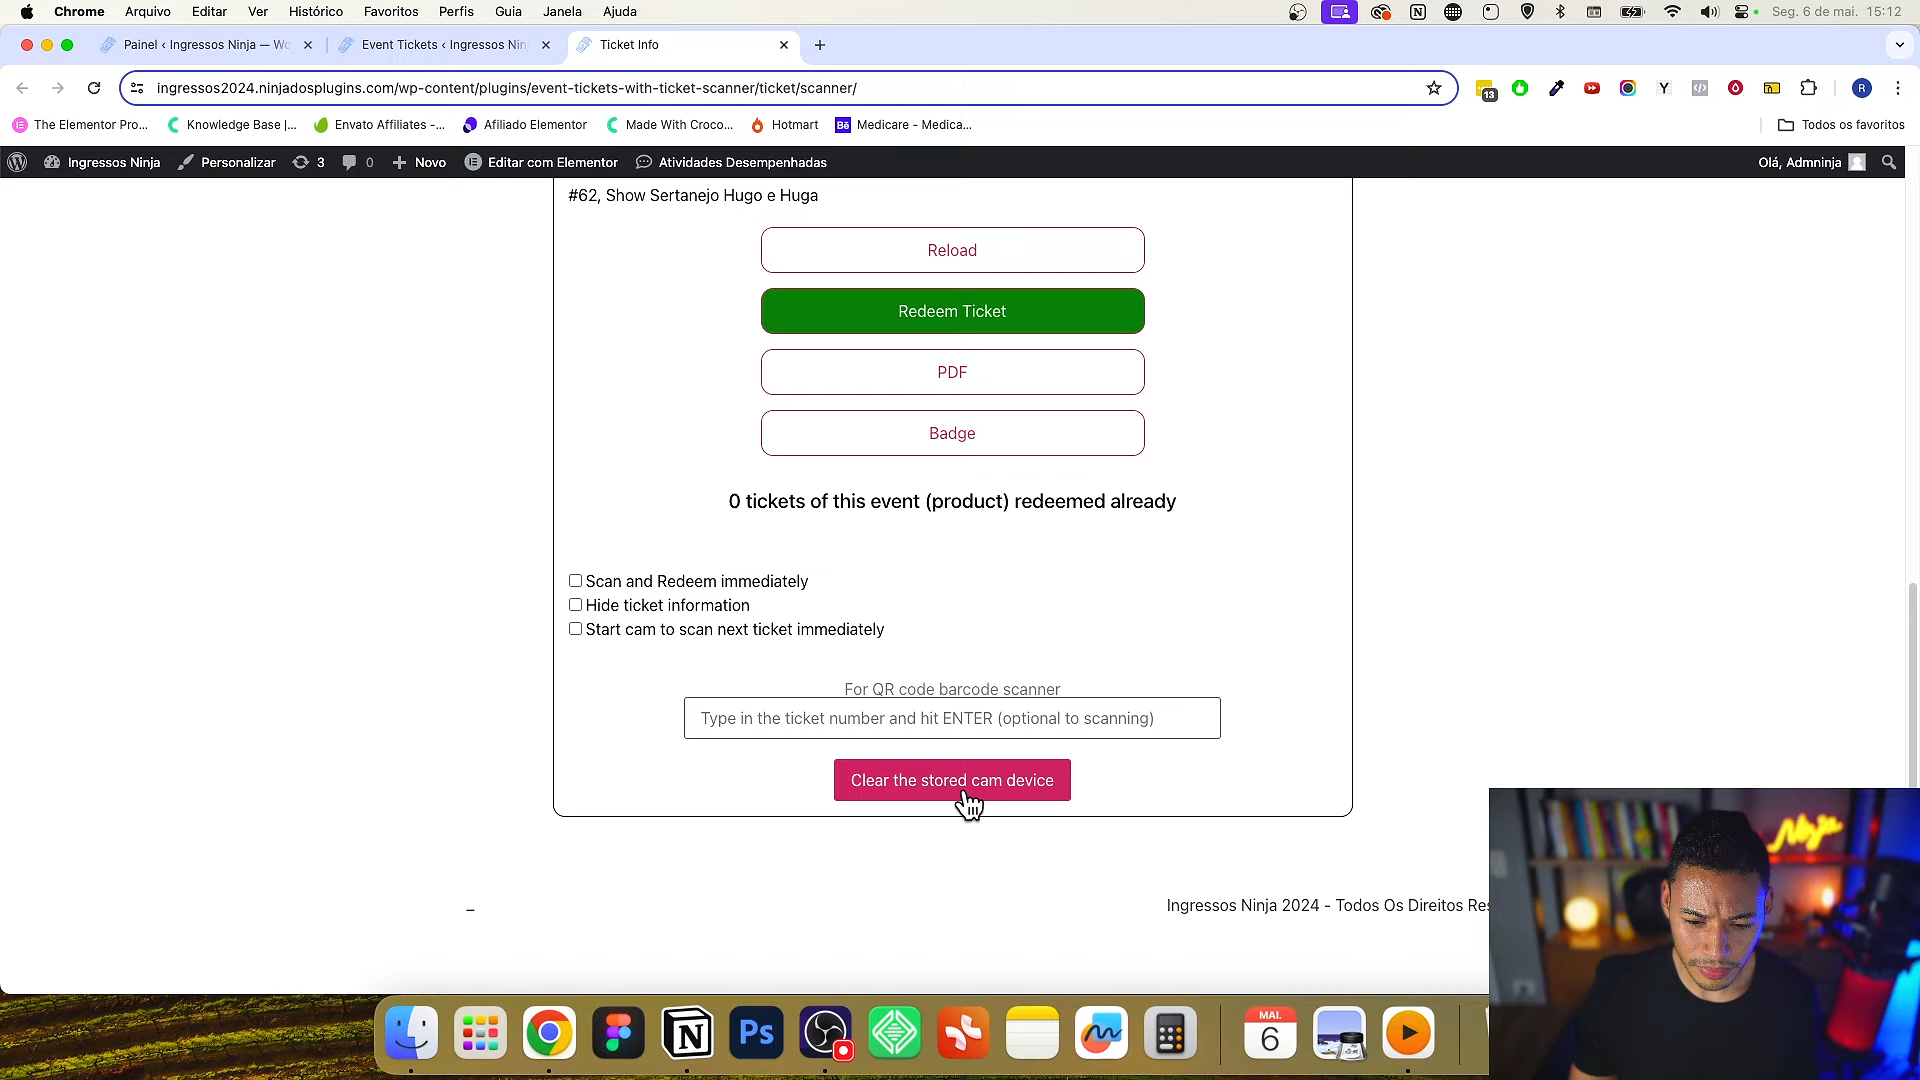 Chrome Arquivo Editar Ver Histórico Favoritos Perfis Guia Janela Ajuda
Seg. 6 de mai. 15:12
Painel ‹ Ingressos Ninja — Wo
Event Tickets ‹ Ingressos Nin
Ticket Info
ingressos2024.ninjadosplugins.com/wp-content/plugins/event-tickets-with-ticket-scanner/ticket/scanner/
13
Y
R
The Elementor Pro...
Knowledge Base |...
Envato Affiliates -...
Afiliado Elementor
Made With Croco...
Hotmart
Bē
Medicare - Medica...
Todos os favoritos
Ingressos Ninja
Personalizar
3
0
Novo
Editar com Elementor
Atividades Desempenhadas
Olá, Admninja
#62, Show Sertanejo Hugo e Huga
Reload
Redeem Ticket
PDF
Badge
0 tickets of this event (product) redeemed already
Scan and Redeem immediately
Hide ticket information
Start cam to scan next ticket immediately
For QR code barcode scanner
Type in the ticket number and hit ENTER (optional to scanning)
Clear the stored cam device
–
Ingressos Ninja 2024 - Todos Os Direitos Res
Ninja
N
Ps
MAI.
6